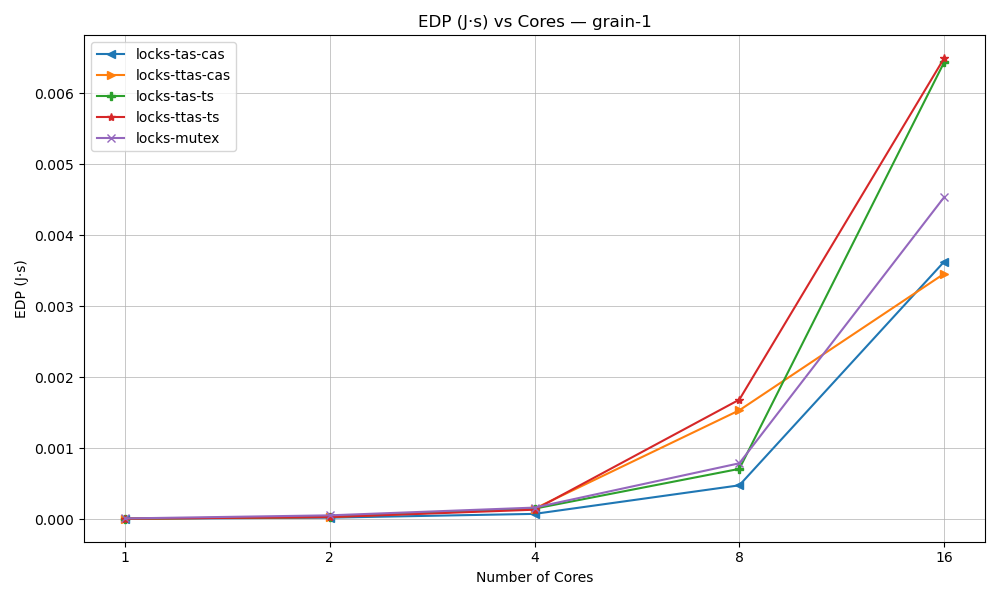 EDP (J·s) vs Cores — grain-1
locks-tas-cas
locks-ttas-cas
locks-tas-ts
locks-ttas-ts
locks-mutex
EDP (J·s)
0.006
0.005
0.004
0.003
0.002
0.001
0.000
1 2 4 8 16
Number of Cores